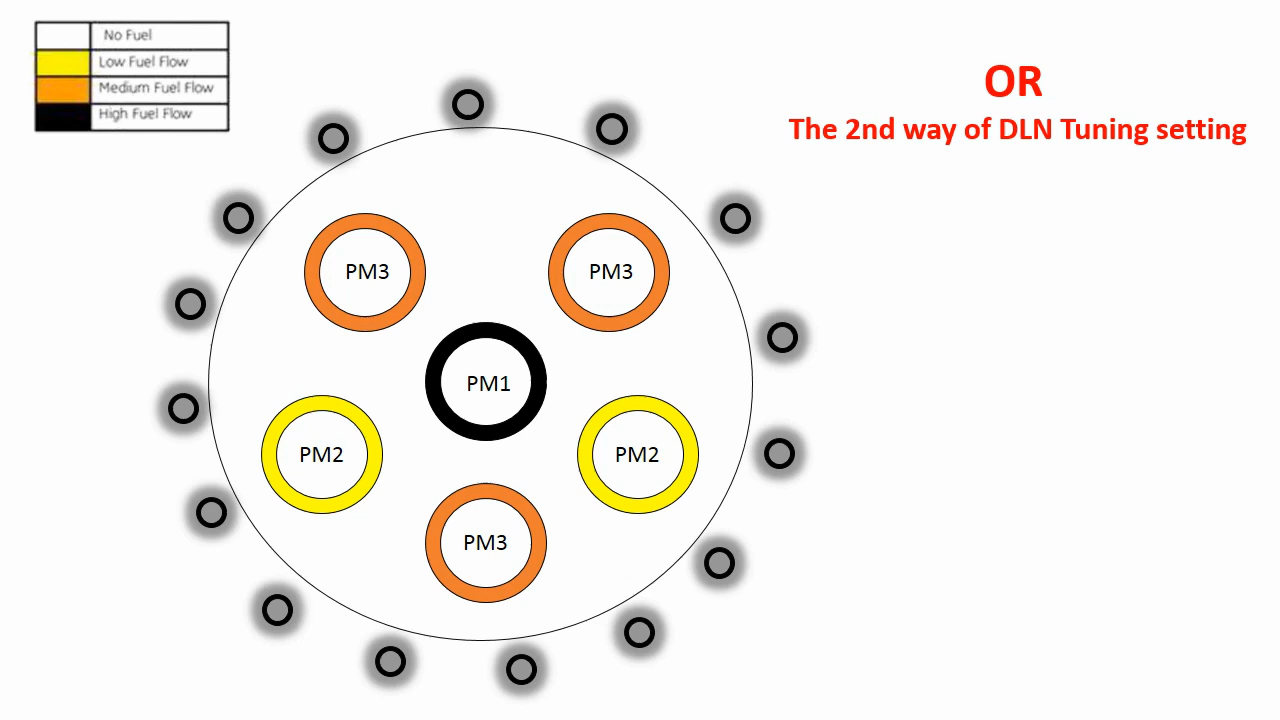 No Fuel
Low Fuel Flow
Medium Fuel Flow
High Fuel Flow
OR
The 2nd way of DLN Tuning setting
PM3
PM3
PM1
PM2
PM2
PM3